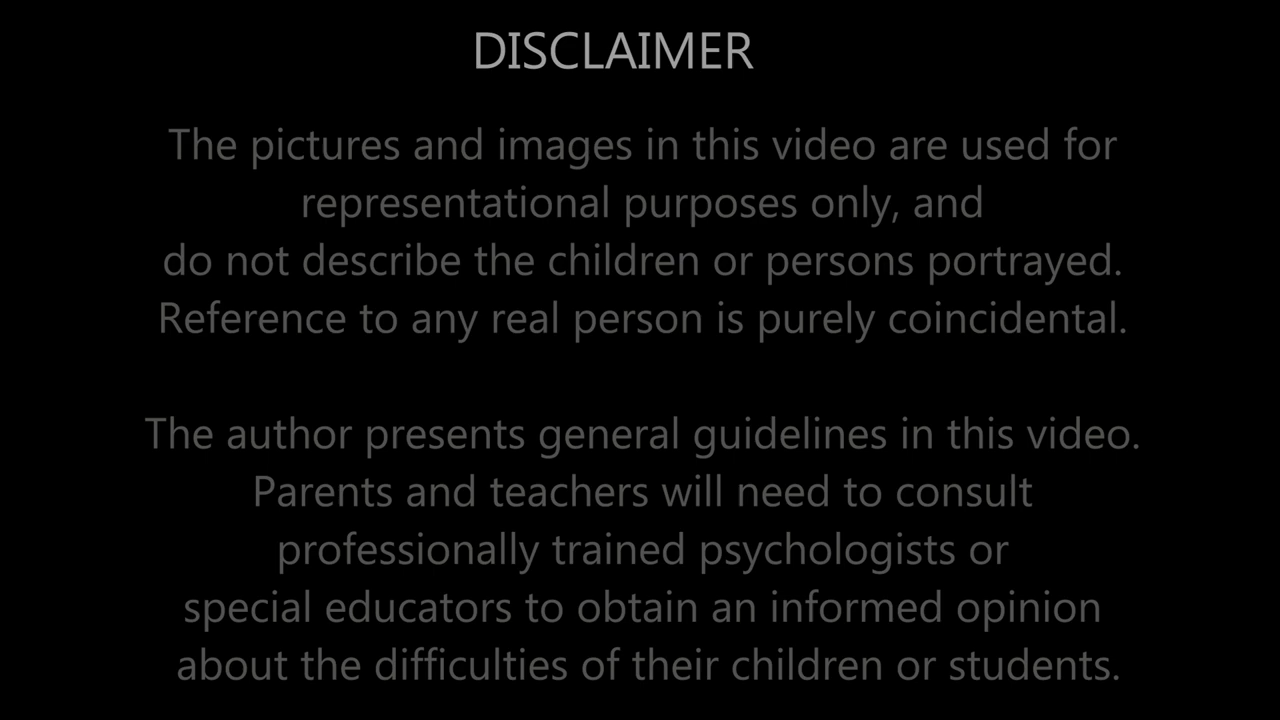 DISCLAIMER
The pictures and images in this video are used for
representational purposes only, and
do not describe the children or persons portrayed.
Reference to any real person is purely coincidental.
The author presents general guidelines in this video.
Parents and teachers will need to consult
professionally trained psychologists or
special educators to obtain an informed opinion
about the difficulties of their children or students.